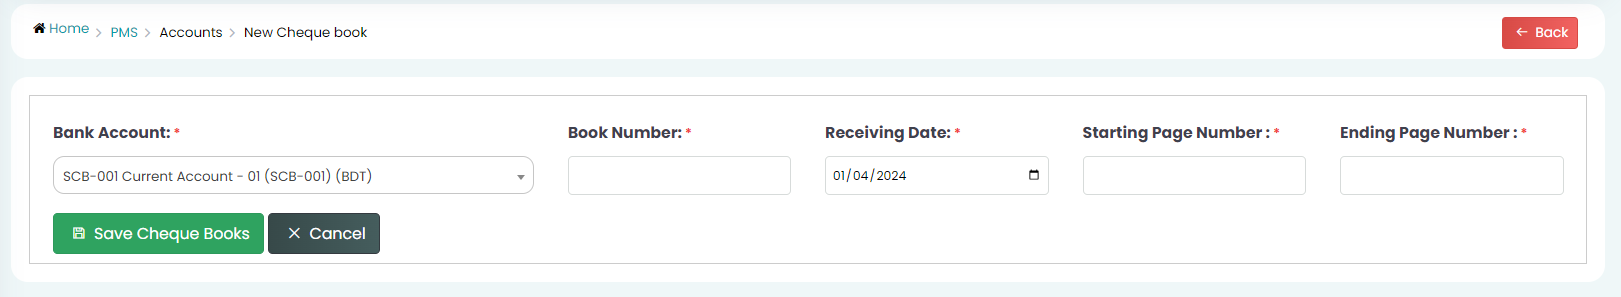 Home > PMS > Accounts > New Cheque book
← Back
Bank Account: * Book Number: * Receiving Date: * Starting Page Number : * Ending Page Number : *
SCB-001 Current Account - 01 (SCB-001) (BDT) 01/04/2024
Save Cheque Books × Cancel